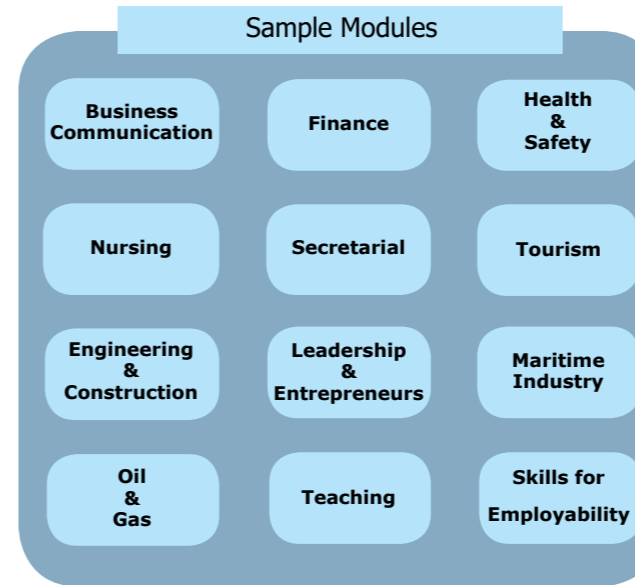 Sample Modules
Business
Communication
Finance
Health
&
Safety
Nursing
Secretarial
Tourism
Engineering
&
Construction
Leadership
&
Entrepreneurs
Maritime
Industry
Oil
&
Gas
Teaching
Skills for
Employability